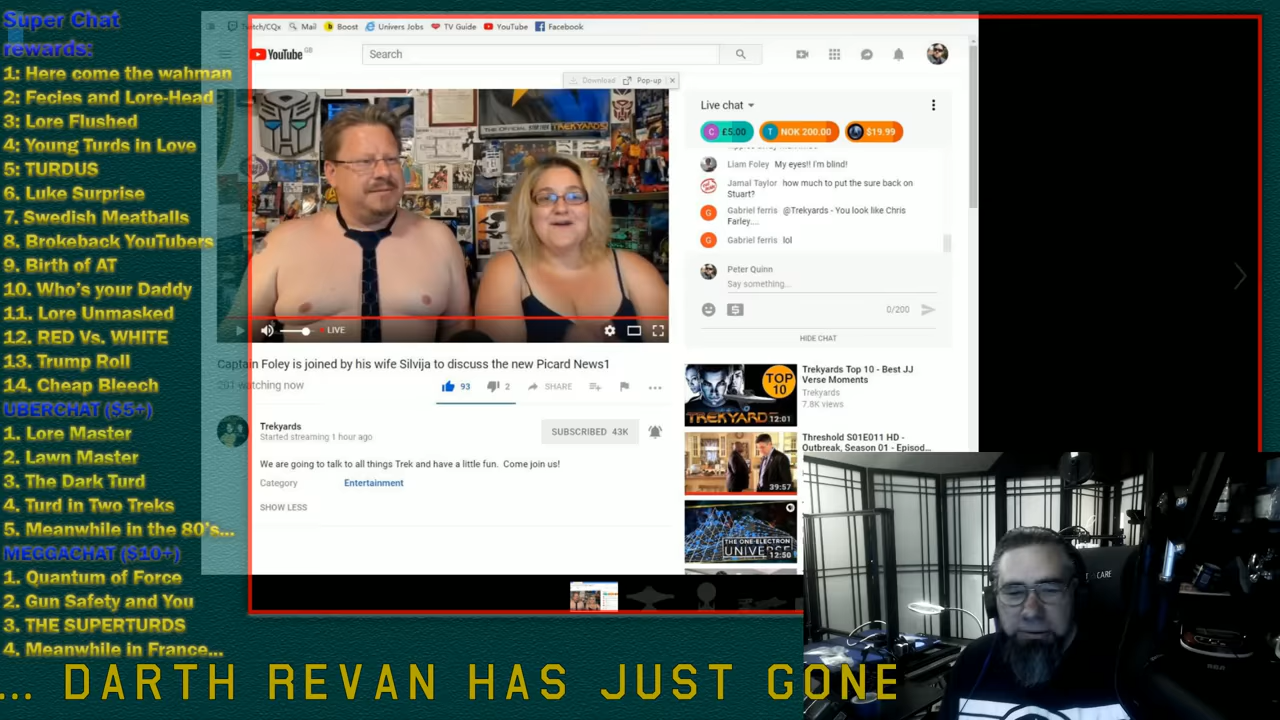 Super Chat
rewards:
1: Here come the wahman
2: Fecies and Lore-Head
3: Lore Flushed
4: Young Turds in Love
5: TURDUS
6. Luke Surprise
7. Swedish Meatballs
8. Brokeback YouTubers
9. Birth of AT
10. Who's your Daddy
11. Lore Unmasked
12. RED Vs. WHITE
13. Trump Roll
14. Cheap Bleech
UBERCHAT ($5+)
1. Lore Master
2. Lawn Master
3. The Dark Turd
4. Turd in Two Treks
5. Meanwhile in the 80's...
MEGGACHAT ($10+)
1. Quantum of Force
2. Gun Safety and You
3. THE SUPERTURDS
4. Meanwhile in France...
Twitch/CQx Mail Boost Univers Jobs TV Guide YouTube Facebook
YouTube GB
Search
Download Pop-up
THE OFFICIAL TREKYARDS
LIVE
Captain Foley is joined by his wife Silvija to discuss the new Picard News1
watching now
93 2 SHARE
Trekyards
Started streaming 1 hour ago
SUBSCRIBED 43K
We are going to talk to all things Trek and have a little fun. Come join us!
Category Entertainment
SHOW LESS
Live chat
C £5.00 T NOK 200.00 $19.99
Liam Foley My eyes!! I'm blind!
Jamal Taylor how much to put the sure back on
Stuart?
G Gabriel ferris @Trekyards - You look like Chris
Farley....
G Gabriel ferris lol
Peter Quinn
Say something...
0/200
HIDE CHAT
TOP
10
TREKYARDS
12:01
Trekyards Top 10 - Best JJ
Verse Moments
Trekyards
7.8K views
39:57
Threshold S01E011 HD -
Outbreak, Season 01 - Episod...
THE ONE-ELECTRON
UNIVERSE
12:50
... DARTH REVAN HAS JUST GONE